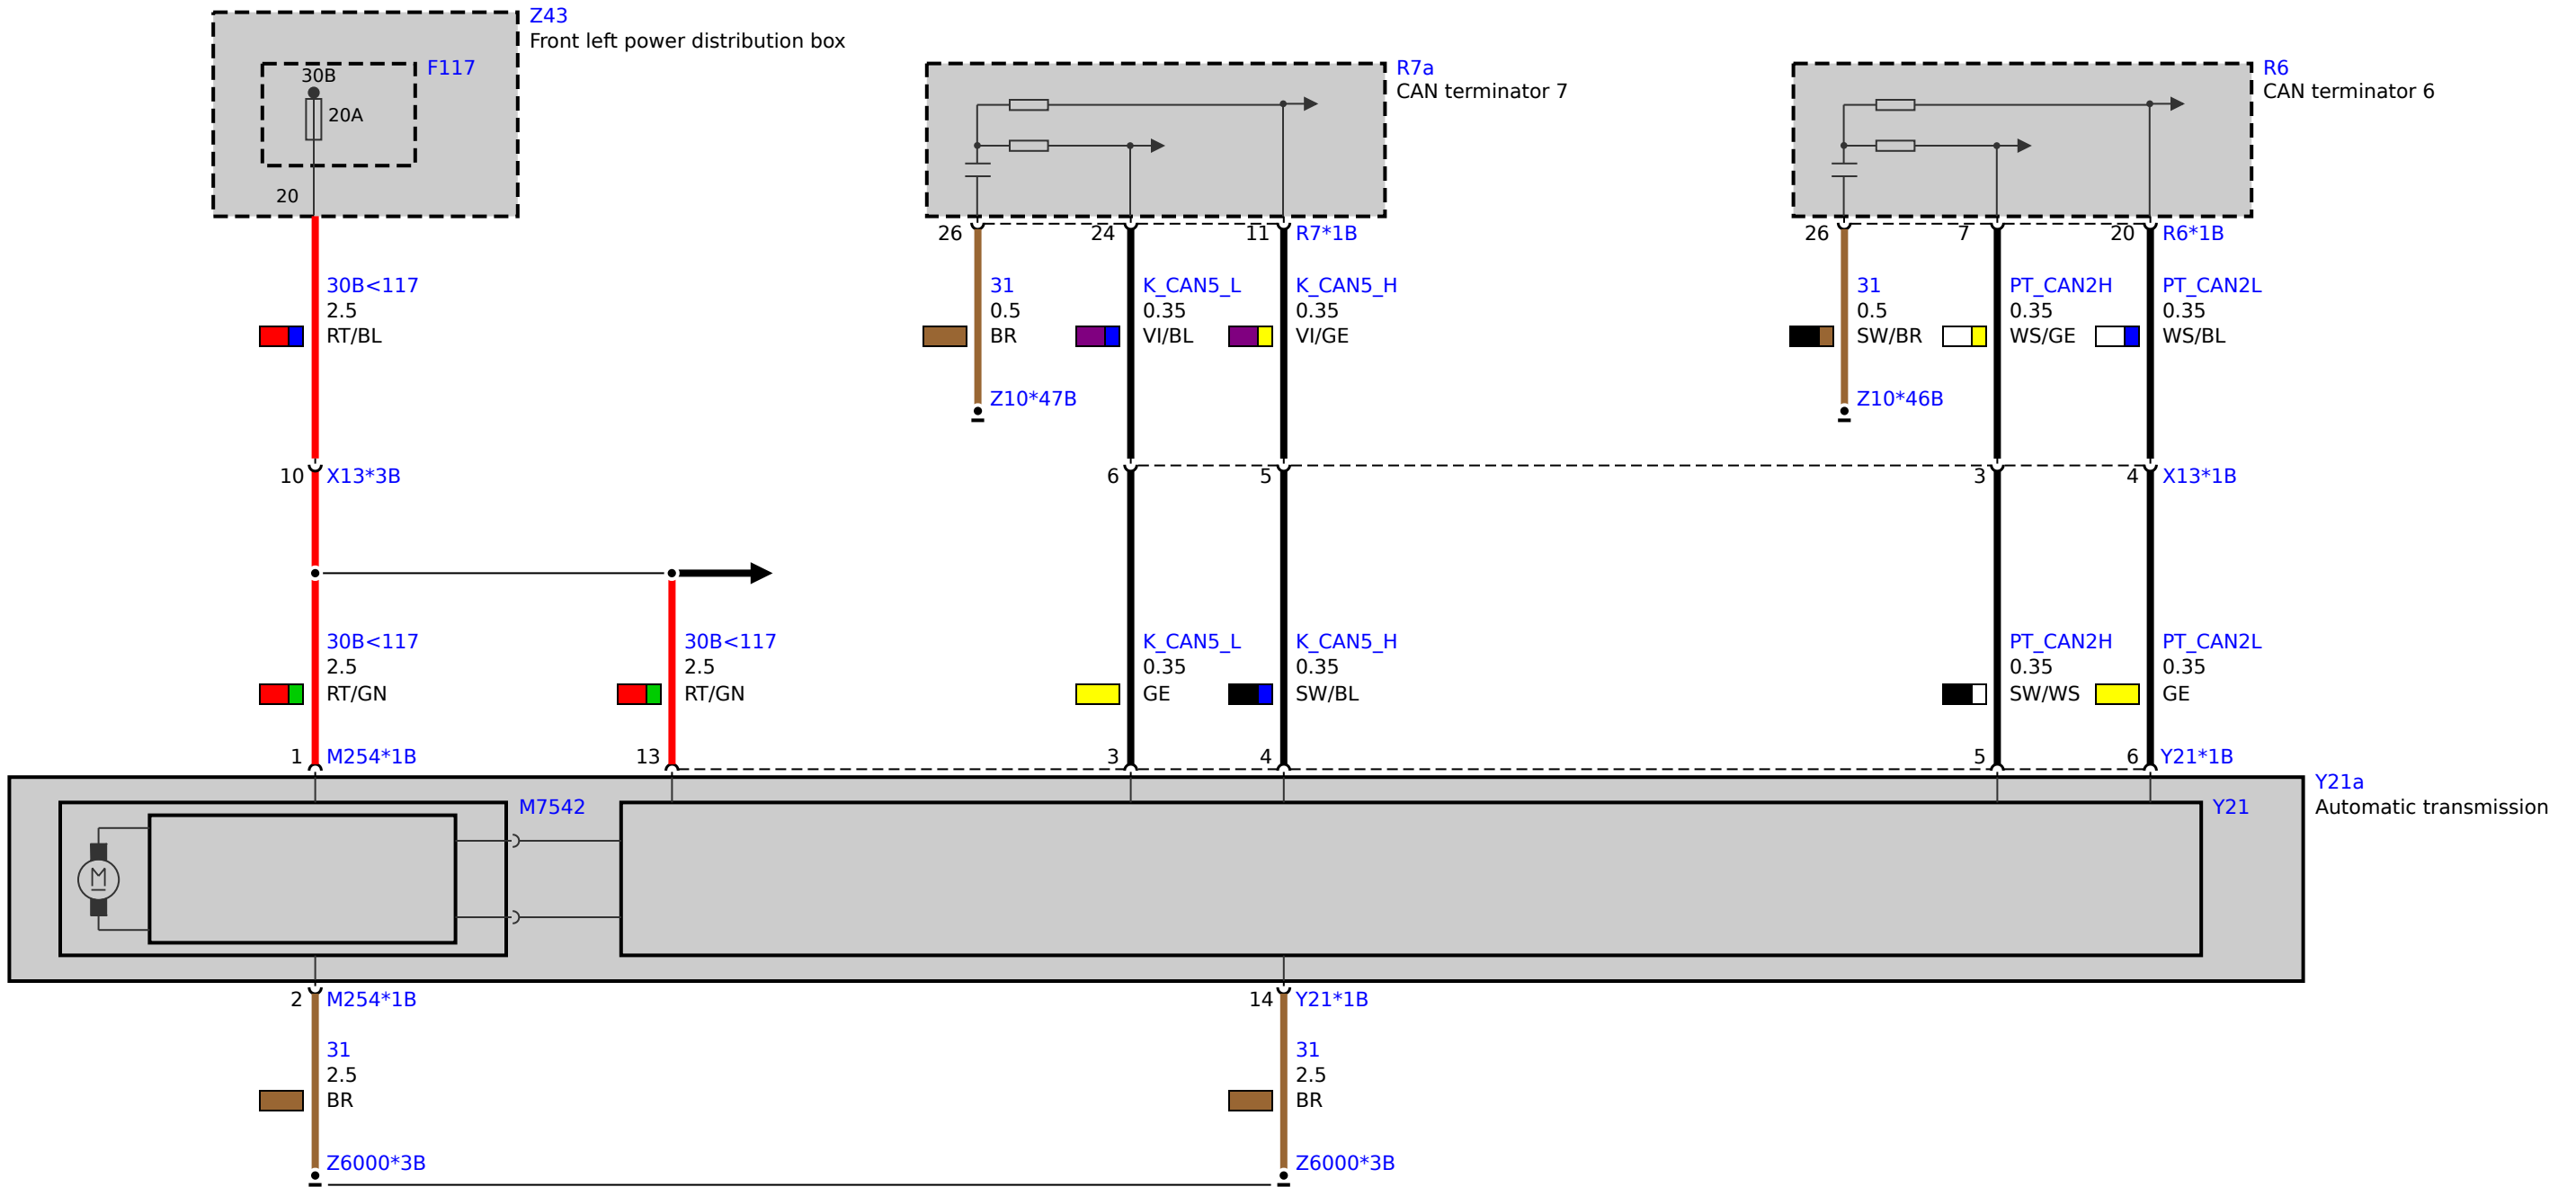 Z43
Front left power distribution box
F117
30B
20A
20
R7a
CAN terminator 7
R6
CAN terminator 6
26
24
11
R7*1B
26
7
20
R6*1B
30B<117
2.5
RT/BL
31
0.5
BR
K_CAN5_L
0.35
VI/BL
K_CAN5_H
0.35
VI/GE
31
0.5
SW/BR
PT_CAN2H
0.35
WS/GE
PT_CAN2L
0.35
WS/BL
Z10*47B
Z10*46B
10
X13*3B
6
5
3
4
X13*1B
30B<117
2.5
RT/GN
30B<117
2.5
RT/GN
K_CAN5_L
0.35
GE
K_CAN5_H
0.35
SW/BL
PT_CAN2H
0.35
SW/WS
PT_CAN2L
0.35
GE
1
M254*1B
13
3
4
5
6
Y21*1B
Y21a
Automatic transmission
M7542
Y21
M
2
M254*1B
14
Y21*1B
31
2.5
BR
31
2.5
BR
Z6000*3B
Z6000*3B